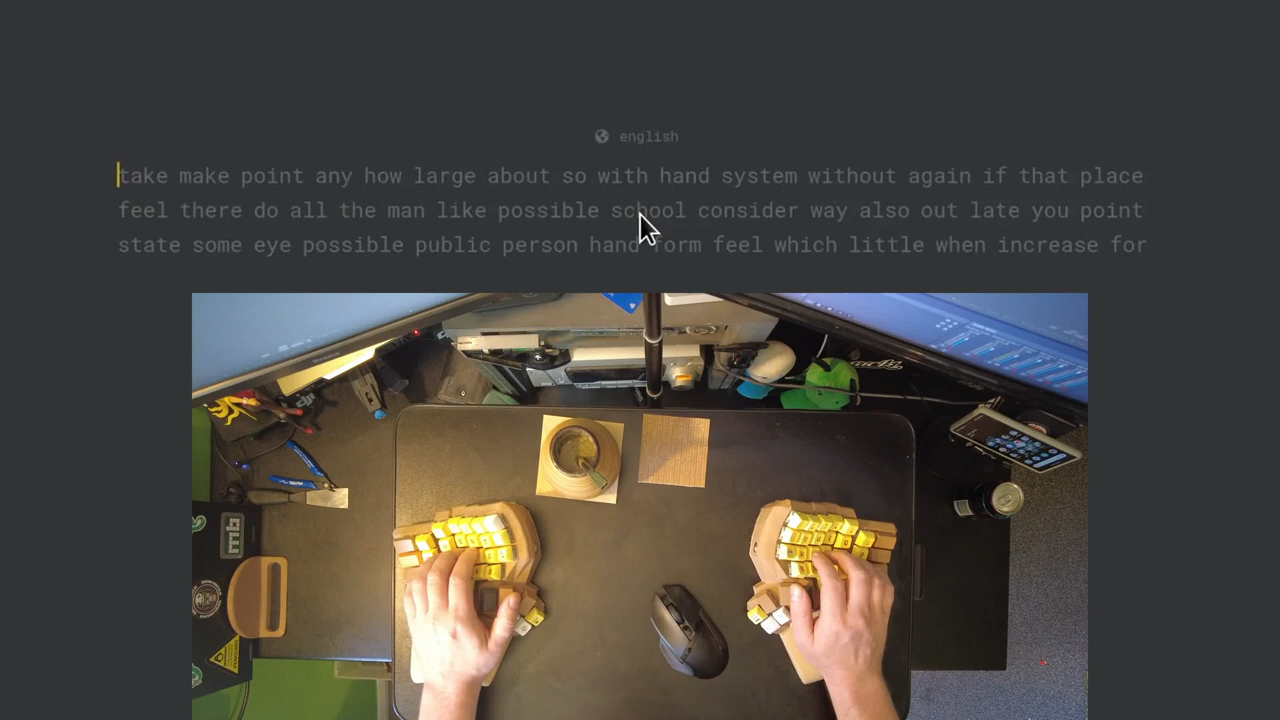 english
take make point any how large about so with hand system without again if that place
feel there do all the man like possible school consider way also out late you point
state some eye possible public person hand form feel which little when increase for
mb